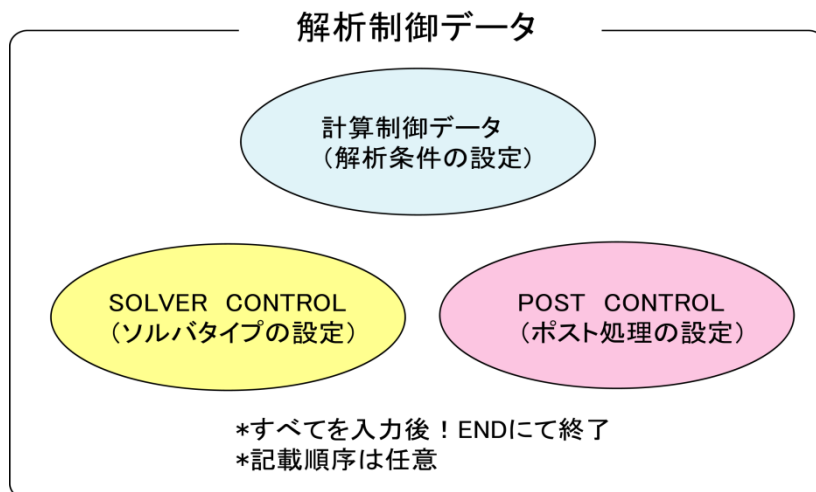 解析制御データ
計算制御データ
（解析条件の設定）
SOLVER CONTROL
（ソルバタイプの設定）
POST CONTROL
（ポスト処理の設定）
*すべてを入力後！ENDにて終了
*記載順序は任意